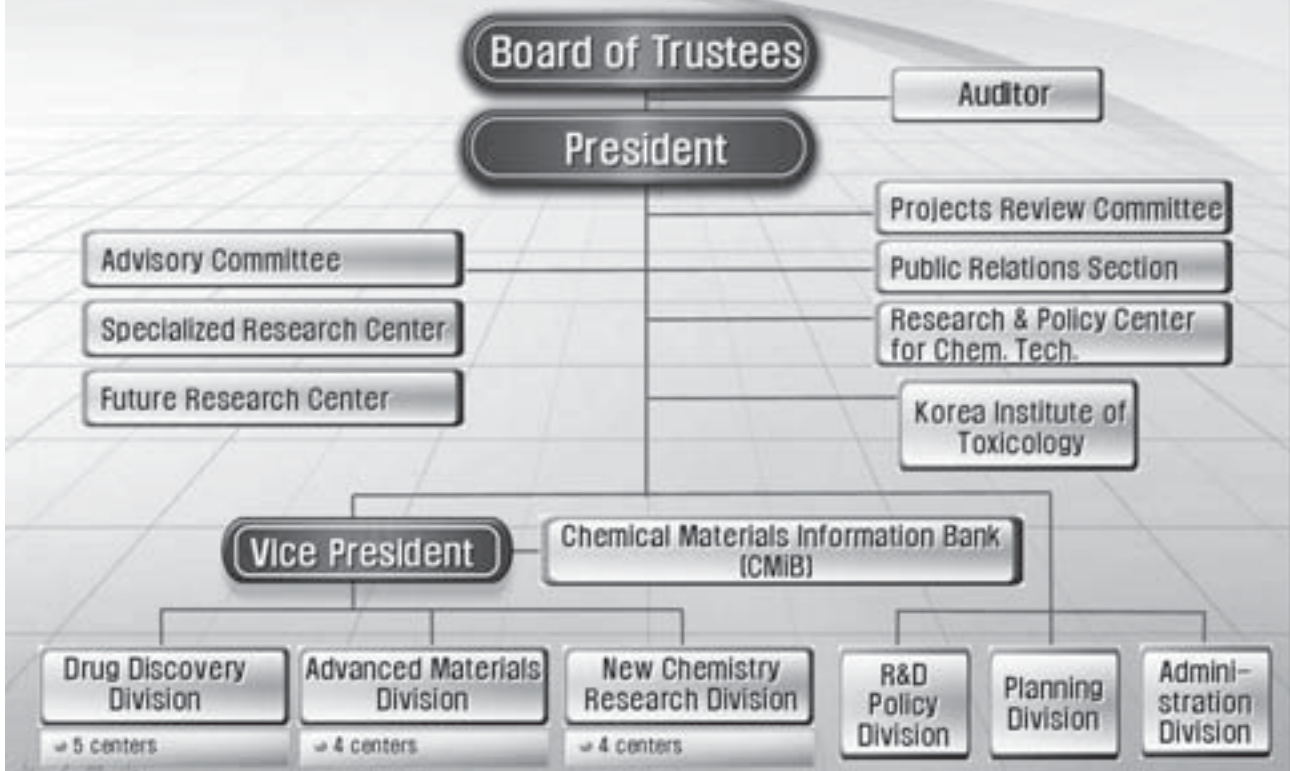 Board of Trustees
Auditor
President
Projects Review Committee
Advisory Committee
Public Relations Section
Specialized Research Center
Research & Policy Center
for Chem. Tech.
Future Research Center
Korea Institute of
Toxicology
Vice President
Chemical Materials Information Bank
(CMiB)
Drug Discovery
Division
5 centers
Advanced Materials
Division
4 centers
New Chemistry
Research Division
4 centers
R&D
Policy
Division
Planning
Division
Admini-
stration
Division